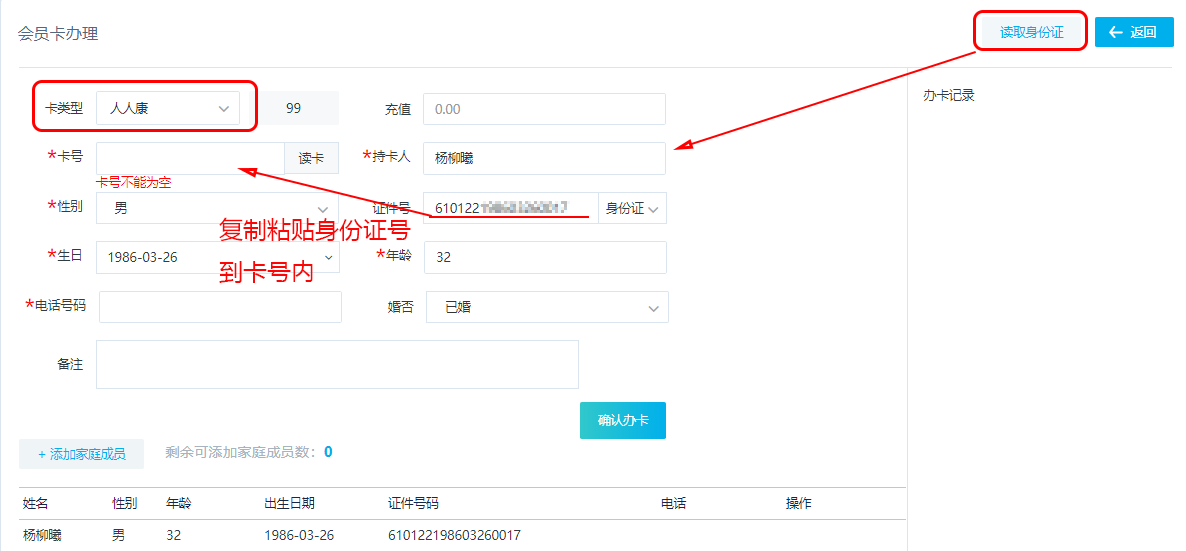 会员卡办理
读取身份证
返回
卡类型 人人康 99 充值 0.00
办卡记录
*卡号 读卡 *持卡人 杨柳曦
卡号不能为空
*性别 男 证件号 610122 身份证
复制粘贴身份证号
*生日 1986-03-26 *年龄 32
到卡号内
*电话号码 婚否 已婚
备注
确认办卡
+ 添加家庭成员 剩余可添加家庭成员数：0
姓名 性别 年龄 出生日期 证件号码 电话 操作
杨柳曦 男 32 1986-03-26 610122198603260017